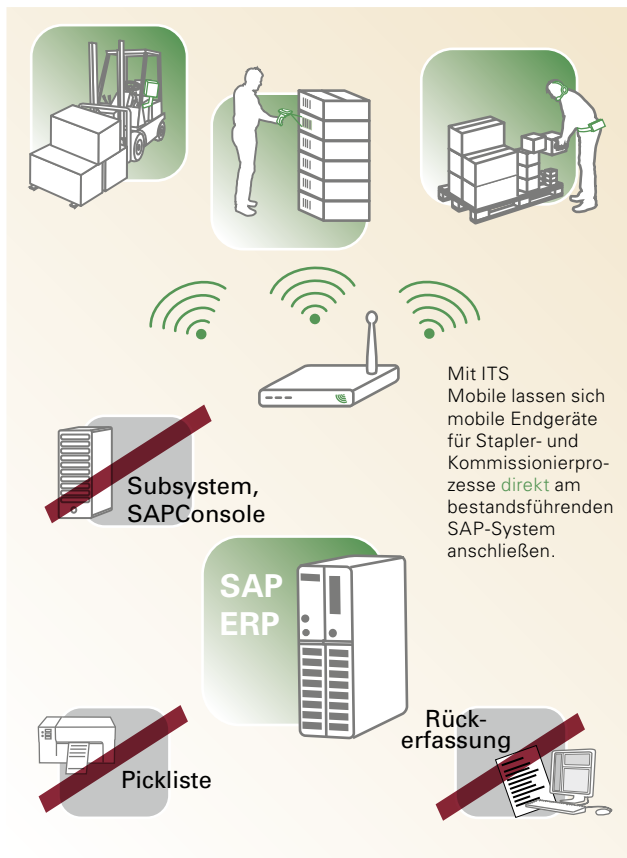 Mit ITS
Mobile lassen sich
mobile Endgeräte
für Stapler- und
Kommissionierpro-
zesse direkt am
bestandsführenden
SAP-System
anschließen.
Subsystem,
SAPConsole
SAP
ERP
Rück-
erfassung
Pickliste